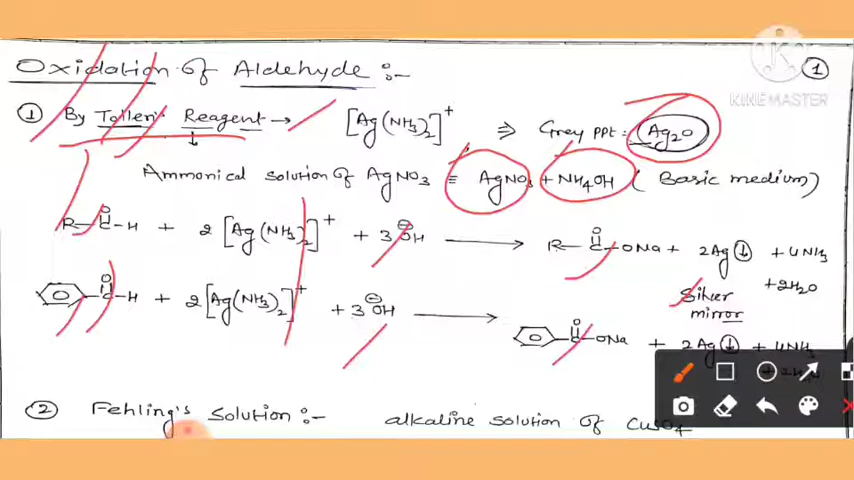 Oxidation of Aldehyde :-
①
KINEMASTER
① By Tollen's Reagent → [Ag(NH₃)₂]⁺ ⇒ Grey PPt = Ag₂O
Ammonical solution of AgNO₃ = AgNO₃ + NH₄OH (Basic medium)
R-C(=O)-H + 2[Ag(NH₃)₂]⁺ + 3OH⁻ → R-C(=O)-ONa + 2Ag↓ + 4NH₃ + 2H₂O
Silver mirror
C(=O)-H + 2[Ag(NH₃)₂]⁺ + 3OH⁻ → C(=O)-ONa + 2Ag↓ + 4NH₃
② Fehling's Solution :- alkaline solution of CuSO₄